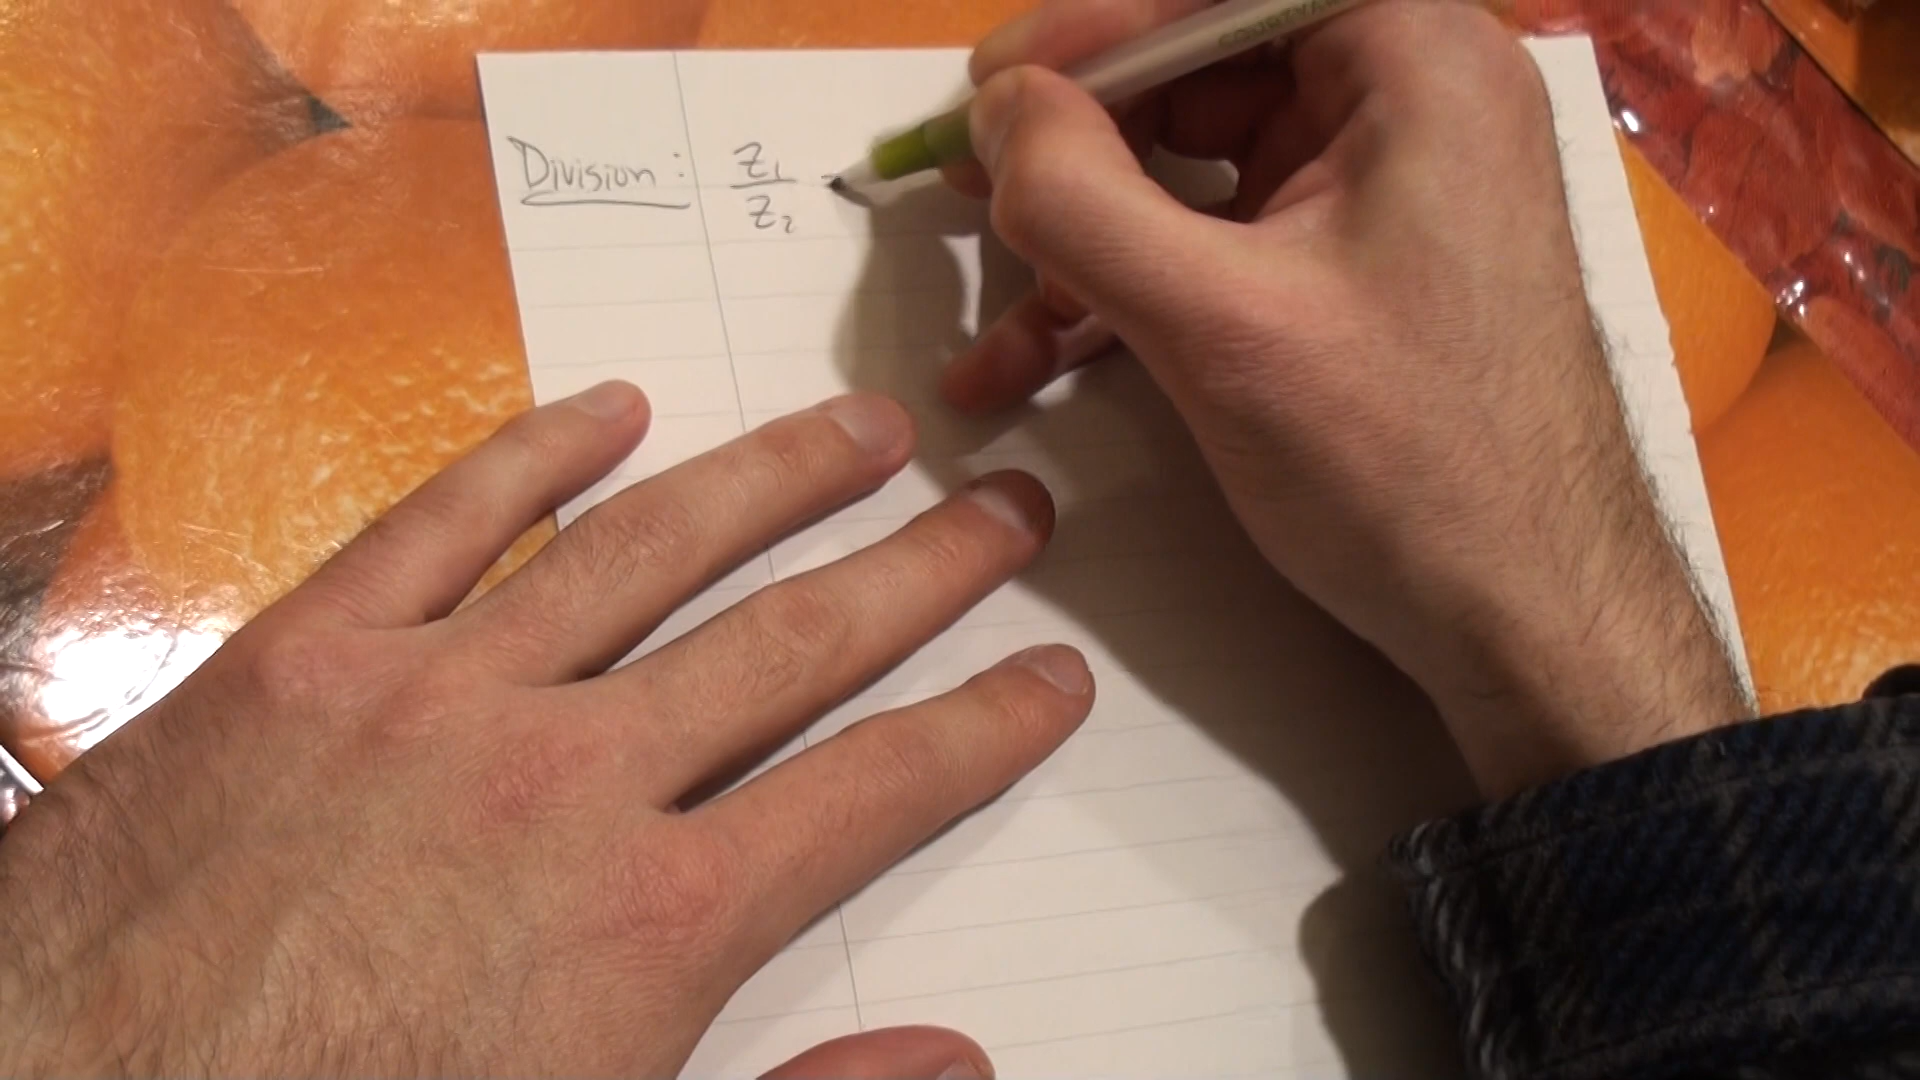 Division: z₁/z₂ =